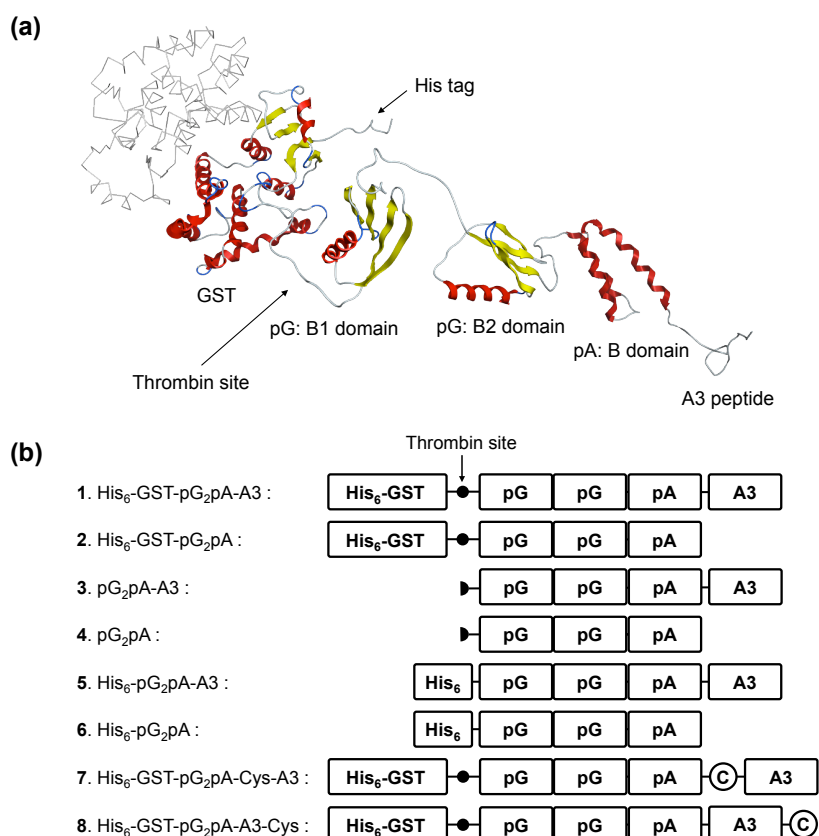 (a)
His tag
GST
pG: B1 domain
pG: B2 domain
pA: B domain
A3 peptide
Thrombin site
(b)
Thrombin site
1. His₆-GST-pG₂pA-A3 : His₆-GST pG pG pA A3
2. His₆-GST-pG₂pA : His₆-GST pG pG pA
3. pG₂pA-A3 : pG pG pA A3
4. pG₂pA : pG pG pA
5. His₆-pG₂pA-A3 : His₆ pG pG pA A3
6. His₆-pG₂pA : His₆ pG pG pA
7. His₆-GST-pG₂pA-Cys-A3 : His₆-GST pG pG pA C A3
8. His₆-GST-pG₂pA-A3-Cys : His₆-GST pG pG pA A3 C